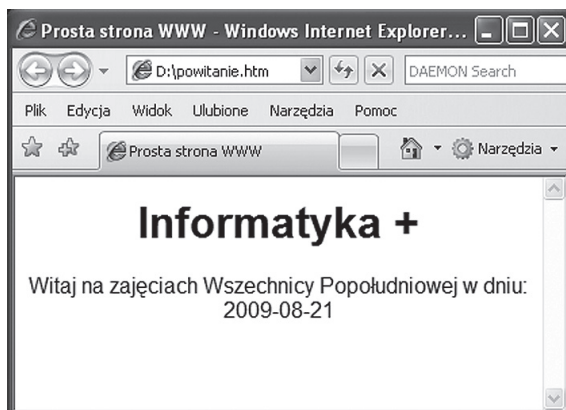 Prosta strona WWW - Windows Internet Explorer...
D:\powitanie.htm DAEMON Search
Plik Edycja Widok Ulubione Narzędzia Pomoc
Prosta strona WWW Narzędzia
Informatyka +
Witaj na zajęciach Wszechnicy Popołudniowej w dniu:
2009-08-21